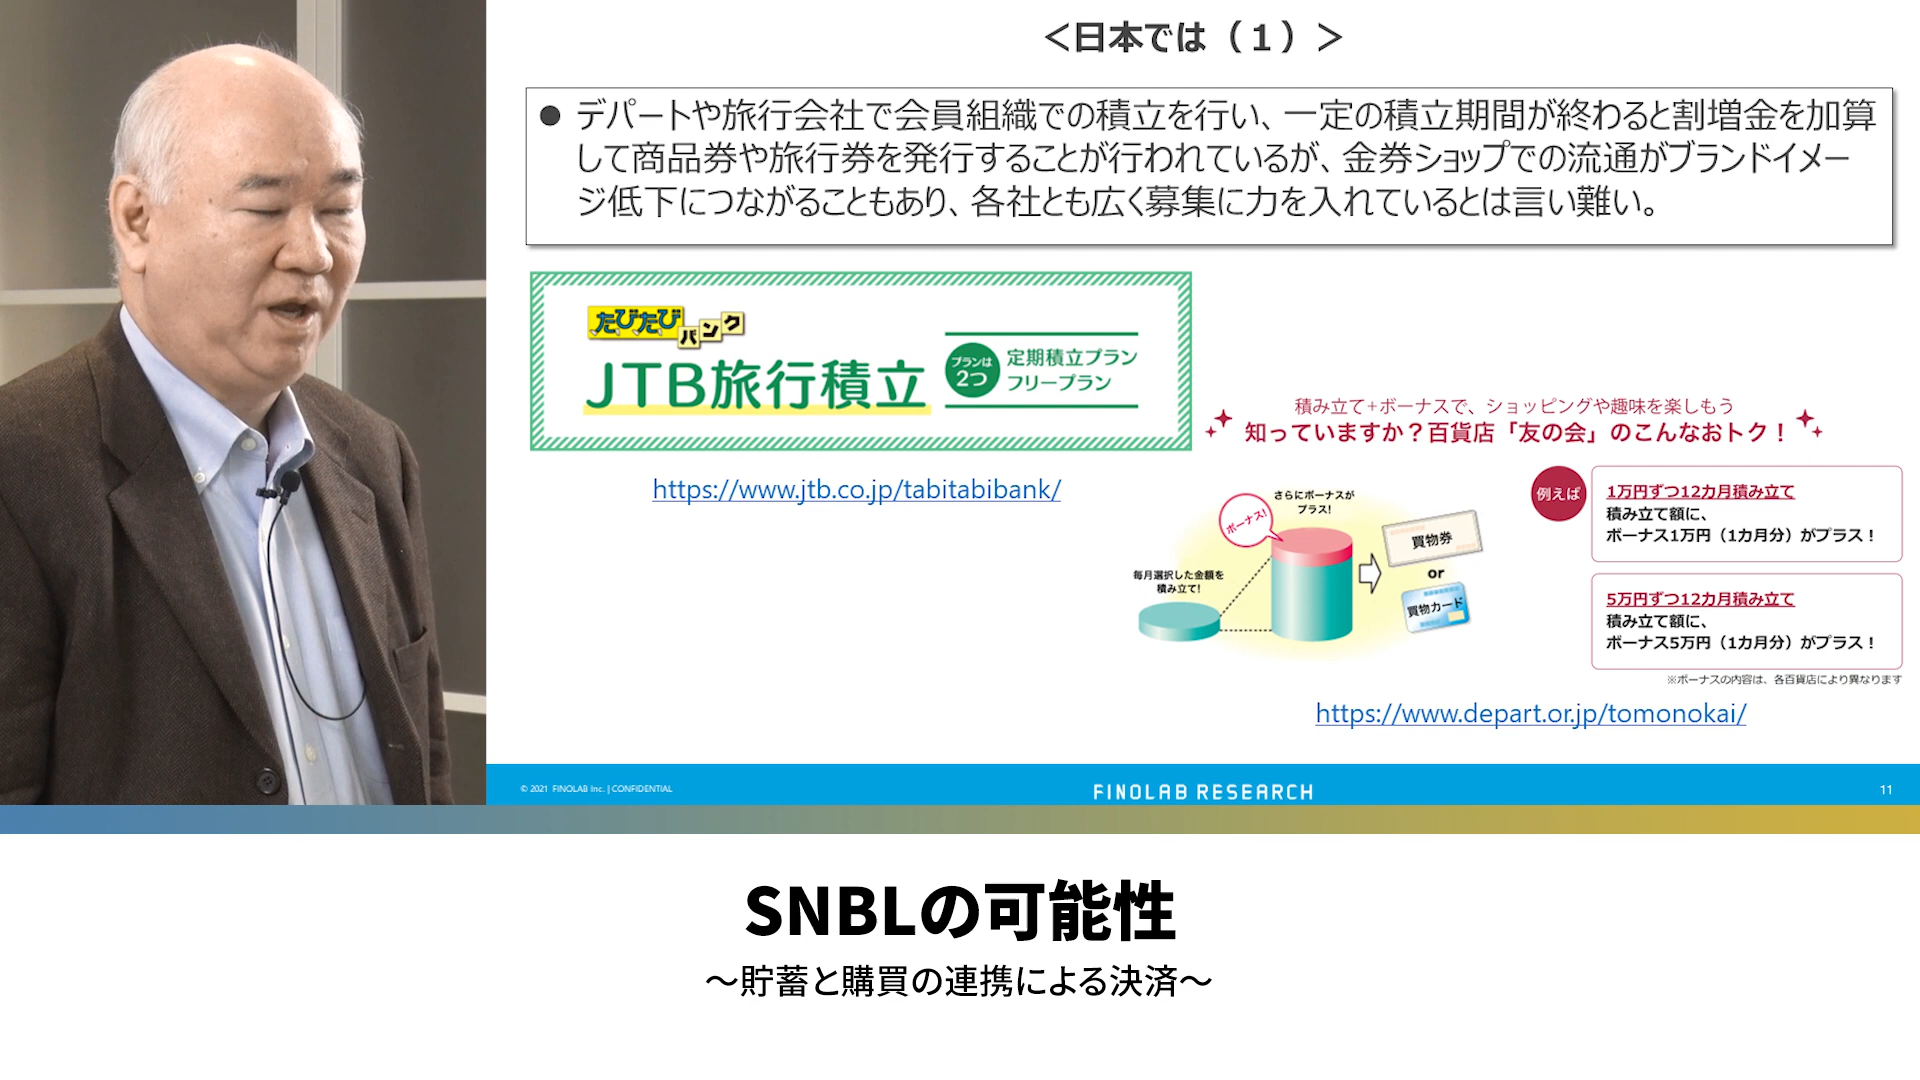 ＜日本では（１）＞
● デパートや旅行会社で会員組織での積立を行い、一定の積立期間が終わると割増金を加算
して商品券や旅行券を発行することが行われているが、金券ショップでの流通がブランドイメー
ジ低下につながることもあり、各社とも広く募集に力を入れているとは言い難い。
たびたびバンク
JTB旅行積立
プランは2つ
定期積立プラン
フリープラン
https://www.jtb.co.jp/tabitabibank/
積み立て+ボーナスで、ショッピングや趣味を楽しもう
知っていますか？百貨店「友の会」のこんなおトク！
毎月選択した金額を
積み立て!
ボーナス!
さらにボーナスが
プラス!
買物券
or
買物カード
例えば
1万円ずつ12カ月積み立て
積み立て額に、
ボーナス1万円（1カ月分）がプラス！
5万円ずつ12カ月積み立て
積み立て額に、
ボーナス5万円（1カ月分）がプラス！
※ボーナスの内容は、各百貨店により異なります
https://www.depart.or.jp/tomonokai/
© 2021 FINOLAB Inc. | CONFIDENTIAL
FINOLAB RESEARCH
11
SNBLの可能性
～貯蓄と購買の連携による決済～